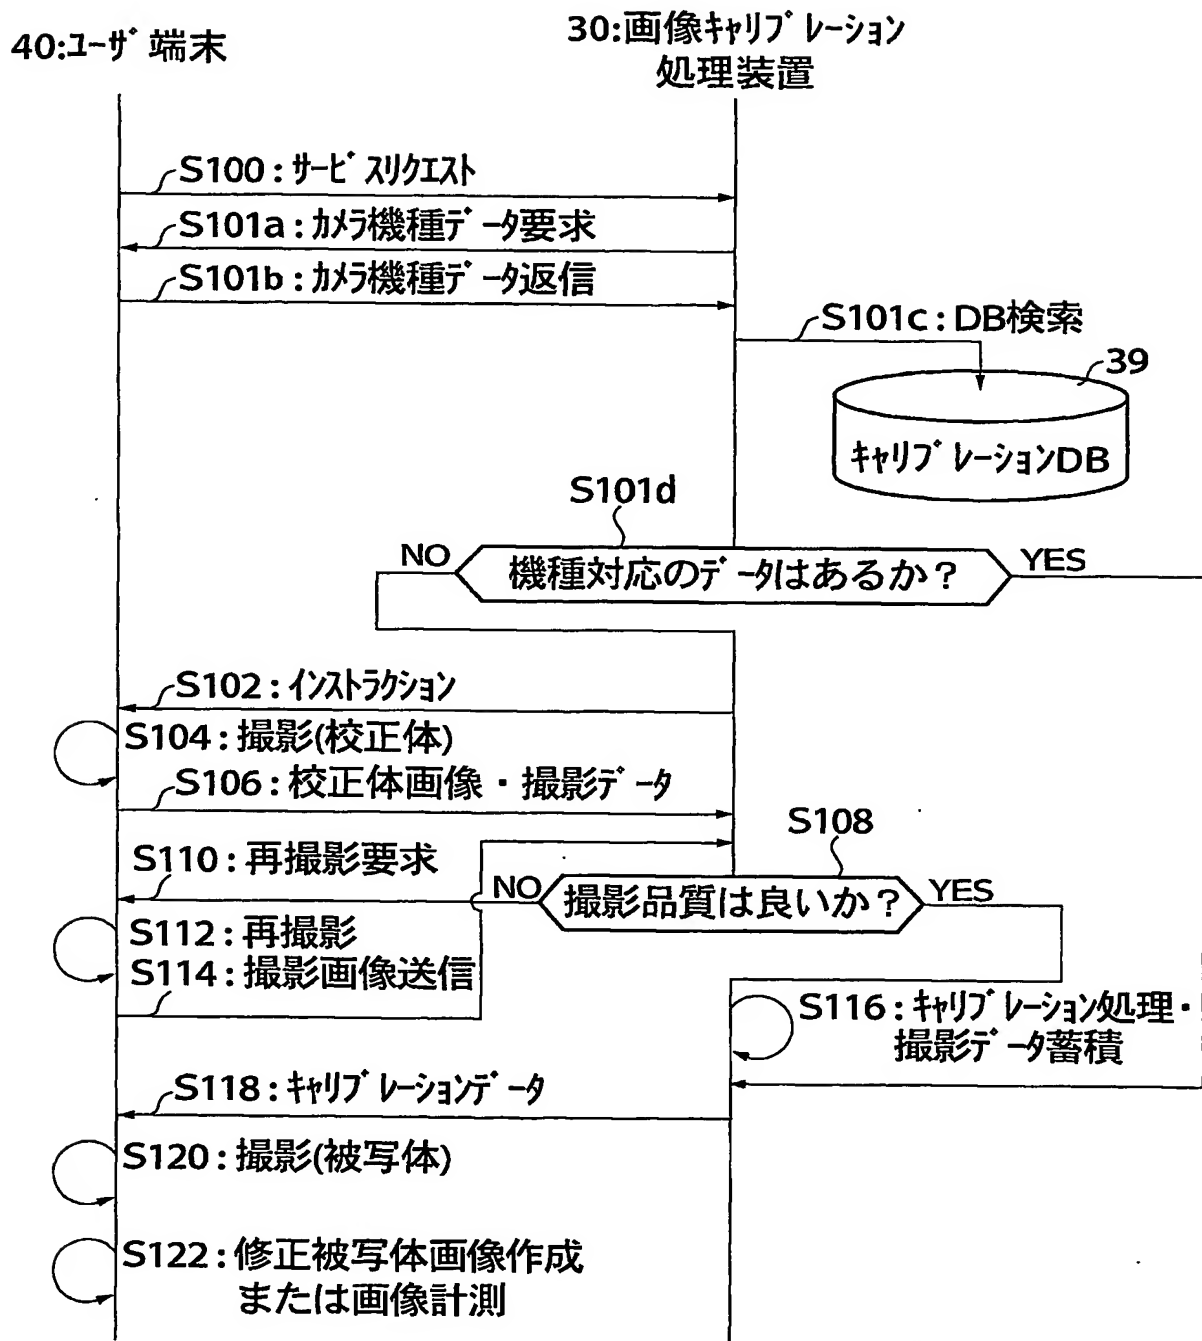 40:ユーザ端末
30:画像キャリブレーション
処理装置
S100:サービスリクエスト
S101a:カメラ機種データ要求
S101b:カメラ機種データ返信
S101c:DB検索
39
キャリブレーションDB
S101d
NO
機種対応のデータはあるか?
YES
S102:インストラクション
S104:撮影(校正体)
S106:校正体画像・撮影データ
S108
S110:再撮影要求
NO
撮影品質は良いか?
YES
S112:再撮影
S114:撮影画像送信
S116:キャリブレーション処理・
撮影データ蓄積
S118:キャリブレーションデータ
S120:撮影(被写体)
S122:修正被写体画像作成
または画像計測